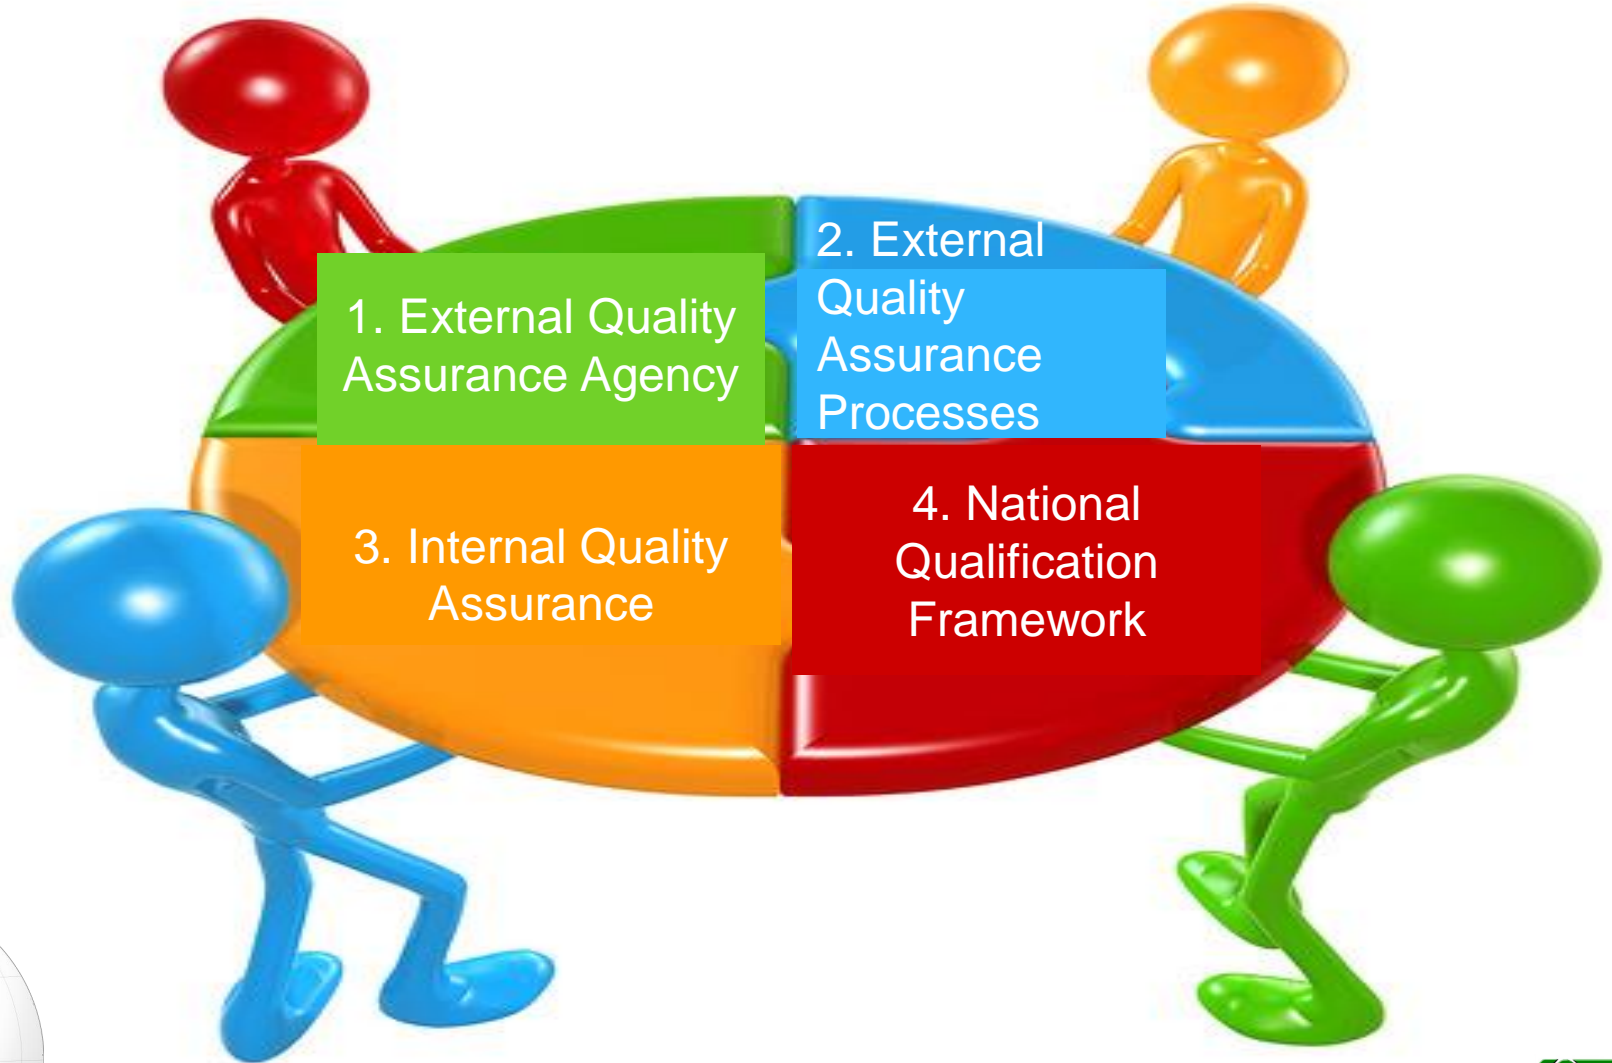 1. External Quality
Assurance Agency
2. External
Quality
Assurance
Processes
3. Internal Quality
Assurance
4. National
Qualification
Framework